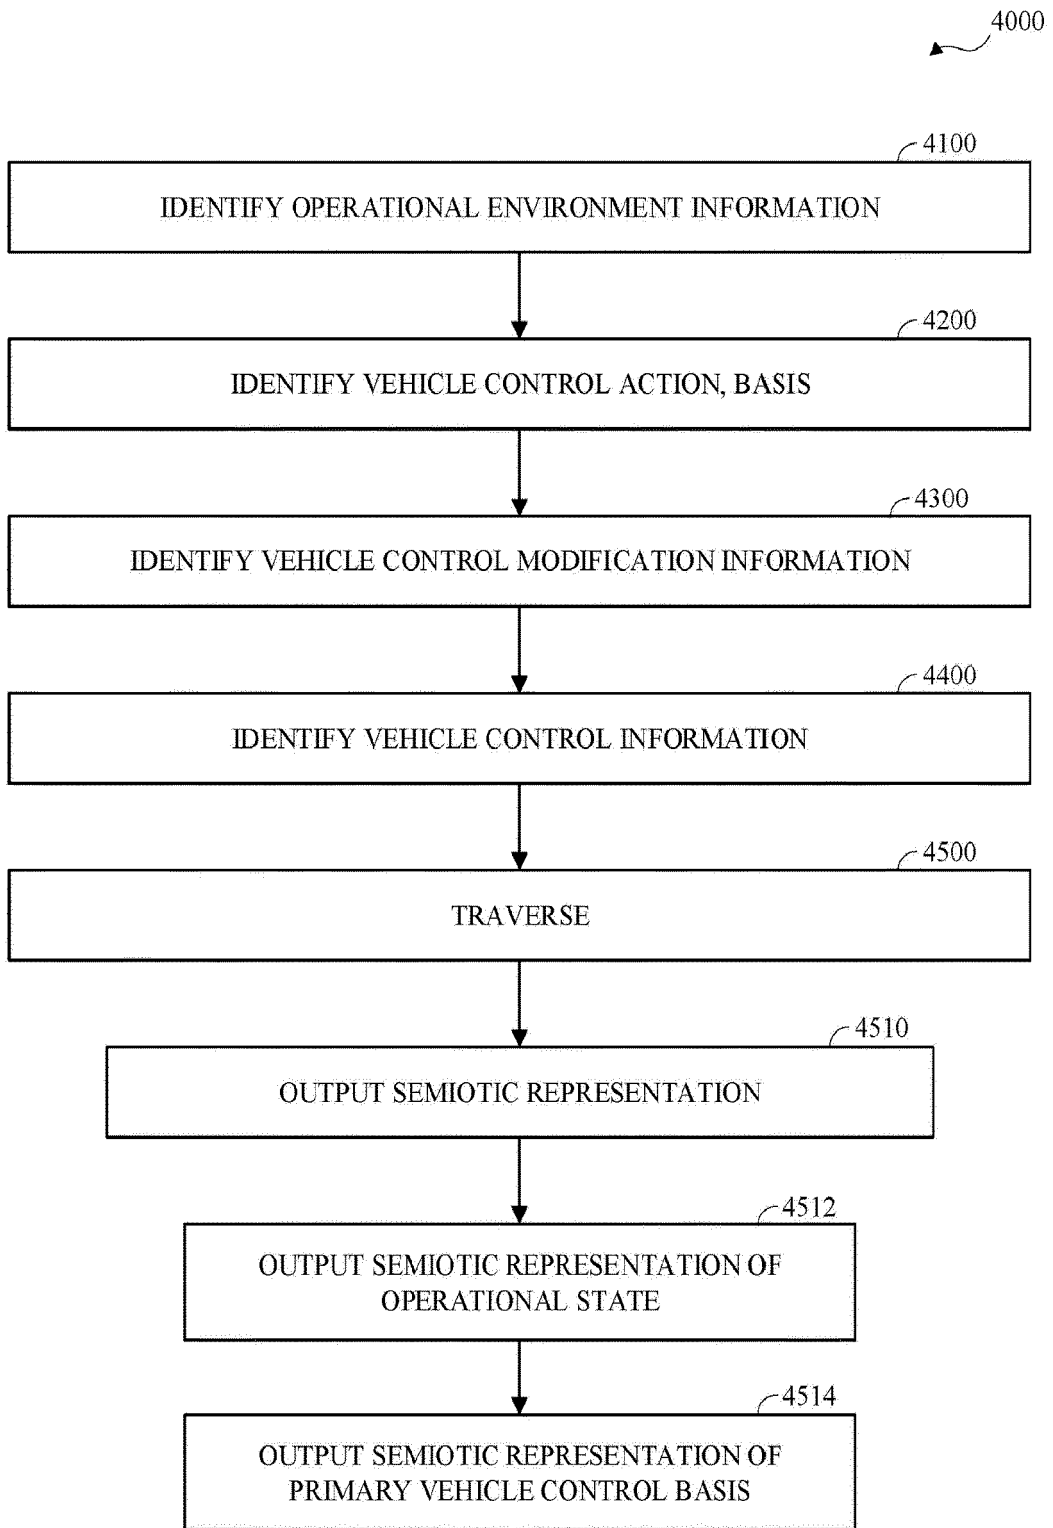 4000
4100
IDENTIFY OPERATIONAL ENVIRONMENT INFORMATION
4200
IDENTIFY VEHICLE CONTROL ACTION, BASIS
4300
IDENTIFY VEHICLE CONTROL MODIFICATION INFORMATION
4400
IDENTIFY VEHICLE CONTROL INFORMATION
4500
TRAVERSE
4510
OUTPUT SEMIOTIC REPRESENTATION
4512
OUTPUT SEMIOTIC REPRESENTATION OF
OPERATIONAL STATE
4514
OUTPUT SEMIOTIC REPRESENTATION OF
PRIMARY VEHICLE CONTROL BASIS